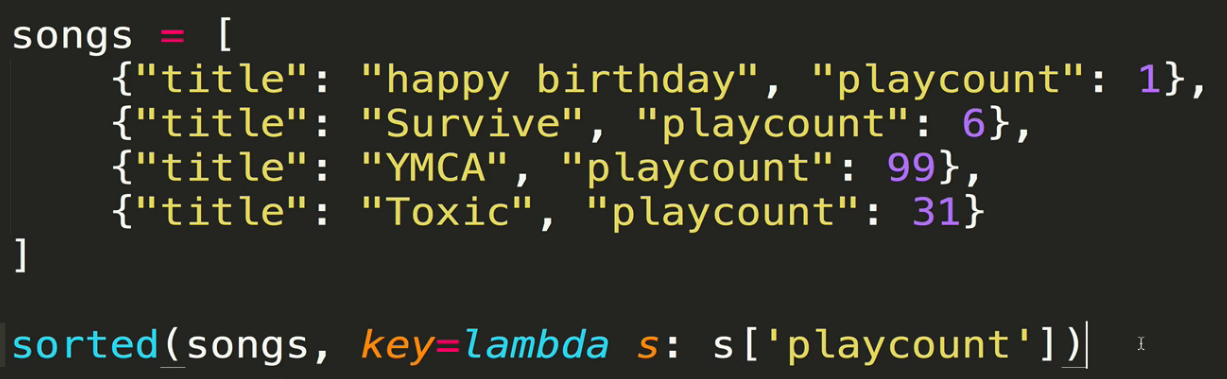 songs = [
    {"title": "happy birthday", "playcount": 1},
    {"title": "Survive", "playcount": 6},
    {"title": "YMCA", "playcount": 99},
    {"title": "Toxic", "playcount": 31}
]
sorted(songs, key=lambda s: s['playcount'])